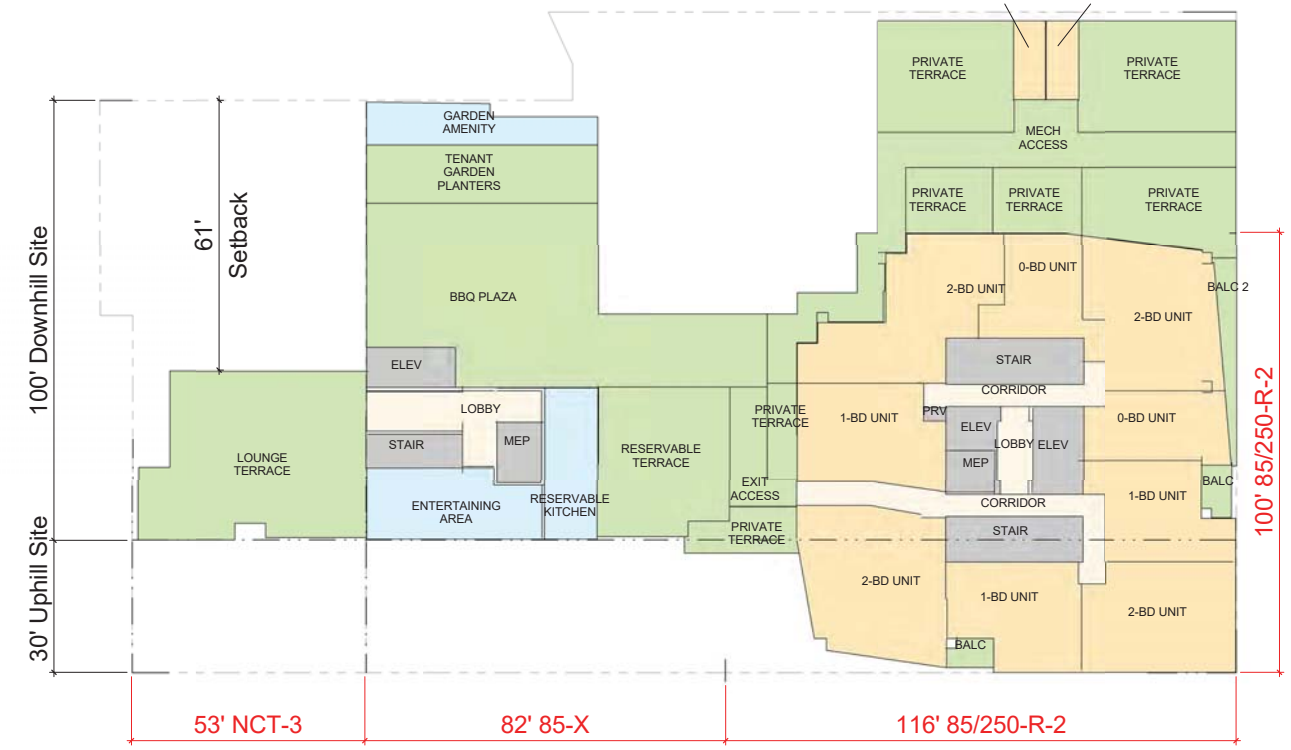 PRIVATE
TERRACE
PRIVATE
TERRACE
MECH
ACCESS
GARDEN
AMENITY
TENANT
GARDEN
PLANTERS
PRIVATE
TERRACE
PRIVATE
TERRACE
PRIVATE
TERRACE
61'
Setback
100' Downhill Site
30' Uphill Site
BBQ PLAZA
0-BD UNIT
2-BD UNIT
BALC 2
2-BD UNIT
ELEV
STAIR
CORRIDOR
LOBBY
PRIVATE
TERRACE
1-BD UNIT
PRV
0-BD UNIT
STAIR
MEP
ELEV
LOBBY
ELEV
LOUNGE
TERRACE
RESERVABLE
TERRACE
MEP
EXIT
ACCESS
BALC
1-BD UNIT
ENTERTAINING
AREA
RESERVABLE
KITCHEN
CORRIDOR
PRIVATE
TERRACE
STAIR
2-BD UNIT
1-BD UNIT
2-BD UNIT
BALC
100' 85/250-R-2
53' NCT-3
82' 85-X
116' 85/250-R-2